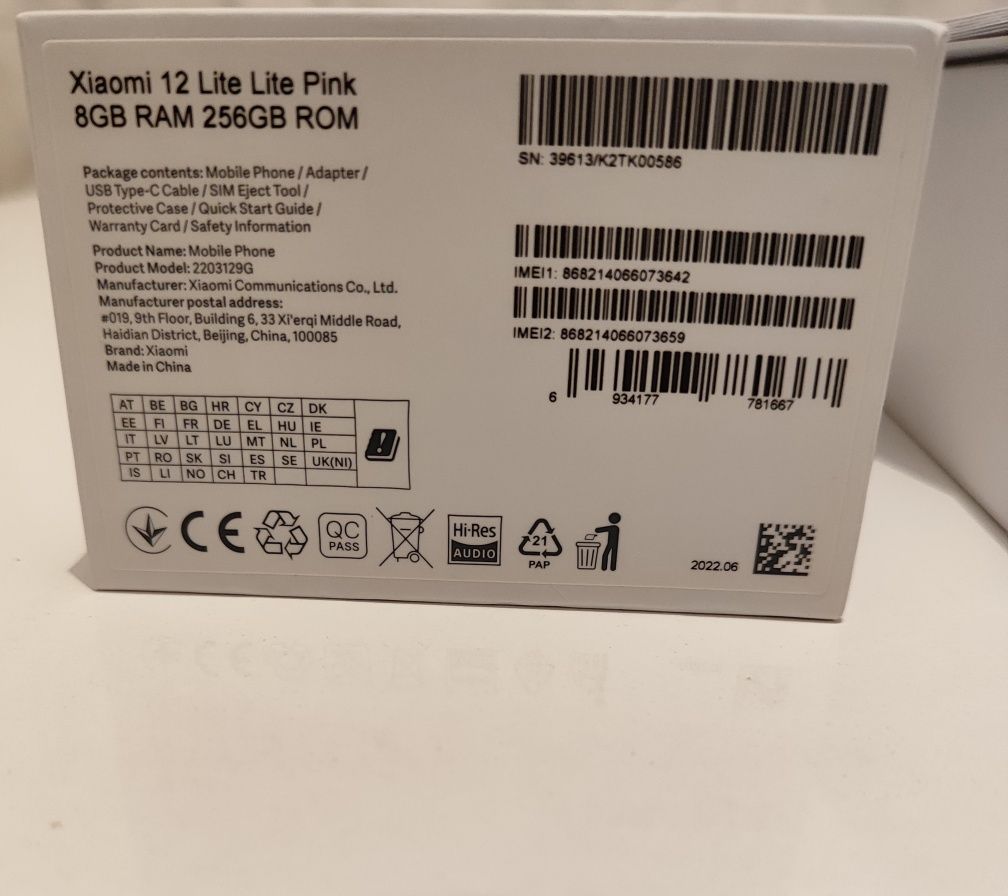 Xiaomi 12 Lite Lite Pink
8GB RAM 256GB ROM
Package contents: Mobile Phone / Adapter /
USB Type-C Cable / SIM Eject Tool /
Protective Case / Quick Start Guide /
Warranty Card / Safety Information
Product Name: Mobile Phone
Product Model: 2203129G
Manufacturer: Xiaomi Communications Co., Ltd.
Manufacturer postal address:
#019, 9th Floor, Building 6, 33 Xi'erqi Middle Road,
Haidian District, Beijing, China, 100085
Brand: Xiaomi
Made in China
AT BE BG HR CY CZ DK
EE FI FR DE EL HU IE
IT LV LT LU MT NL PL
PT RO SK SI ES SE UK(NI)
IS LI NO CH TR
SN: 39613/K2TK00586
IMEI1: 868214066073642
IMEI2: 868214066073659
6 934177 781667
CE
QC
PASS
Hi-Res
AUDIO
21
PAP
2022.06